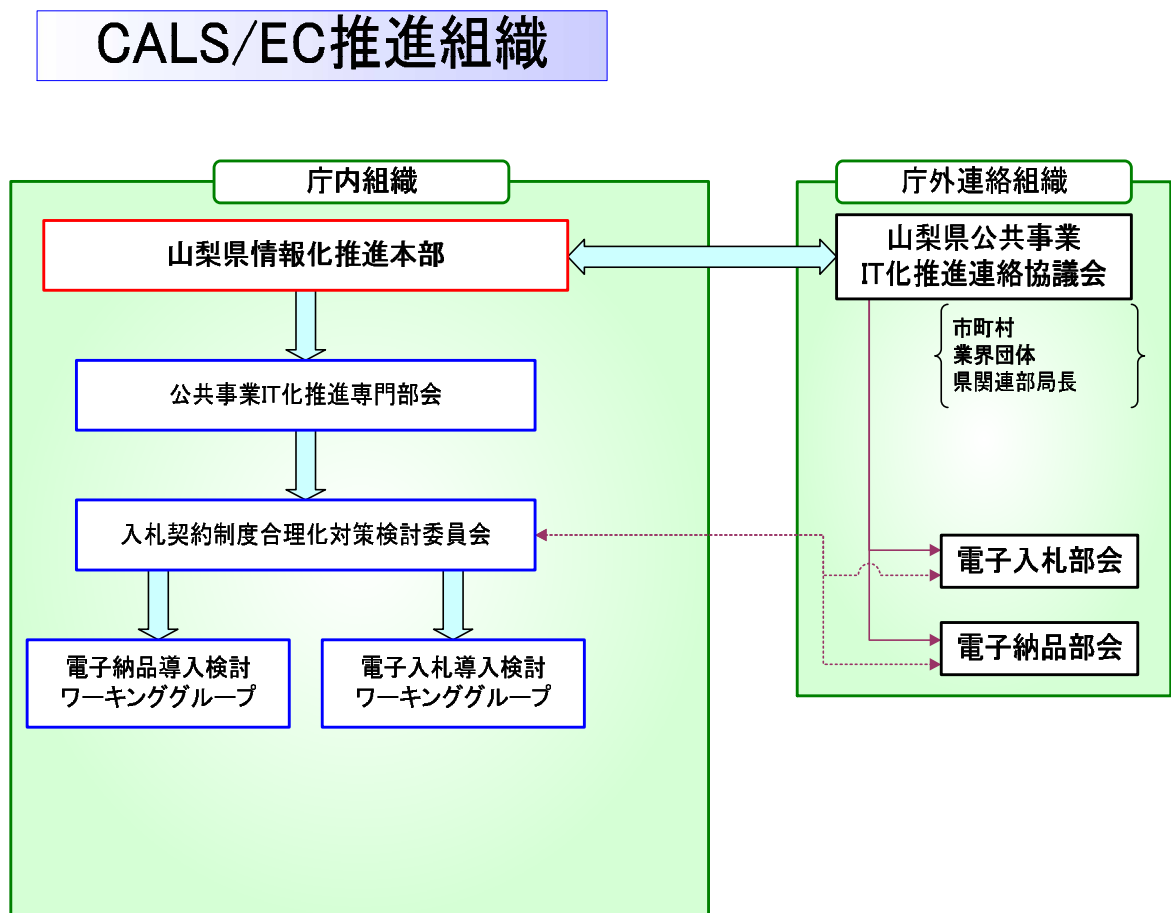 CALS/EC推進組織
庁内組織
山梨県情報化推進本部
公共事業IT化推進専門部会
入札契約制度合理化対策検討委員会
電子納品導入検討
ワーキンググループ
電子入札導入検討
ワーキンググループ
庁外連絡組織
山梨県公共事業
IT化推進連絡協議会
市町村
業界団体
県関連部局長
電子入札部会
電子納品部会